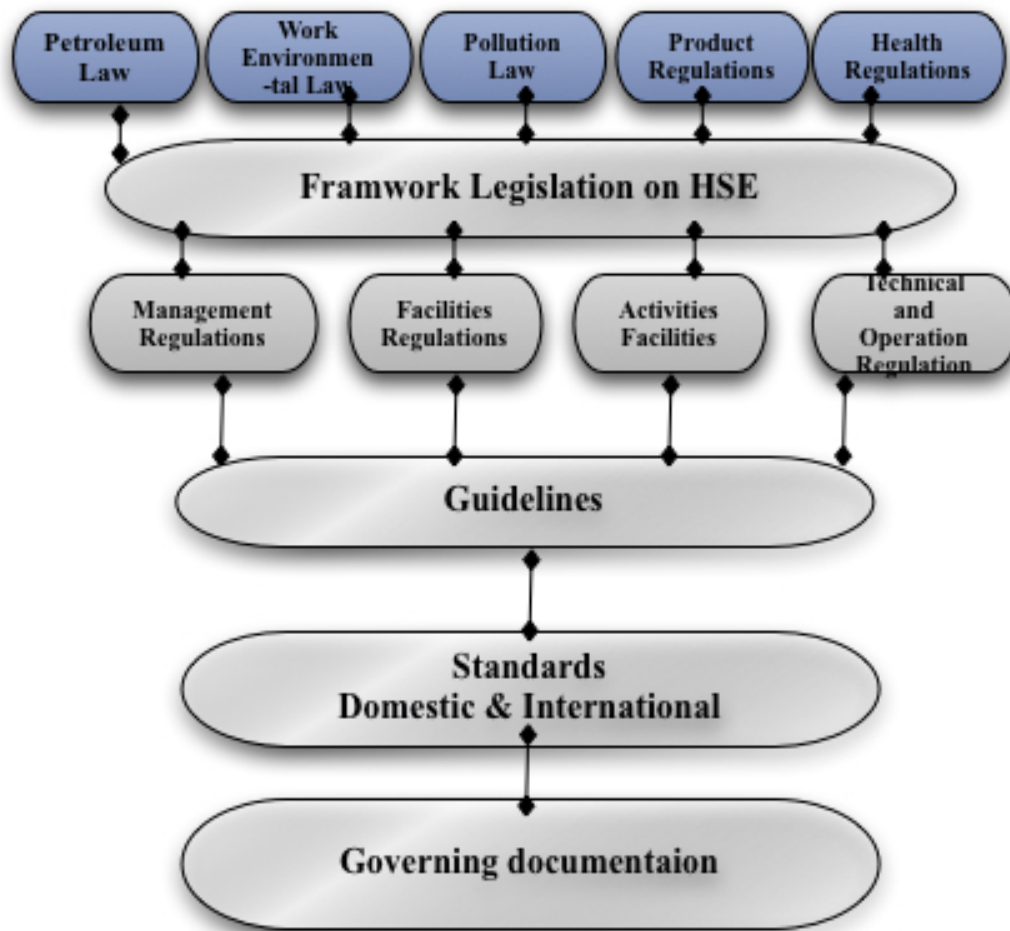 Petroleum
Law
Work
Environmen
-tal Law
Pollution
Law
Product
Regulations
Health
Regulations
Framwork Legislation on HSE
Management
Regulations
Facilities
Regulations
Activities
Facilities
Technical
and
Operation
Regulation
Guidelines
Standards
Domestic & International
Governing documentaion